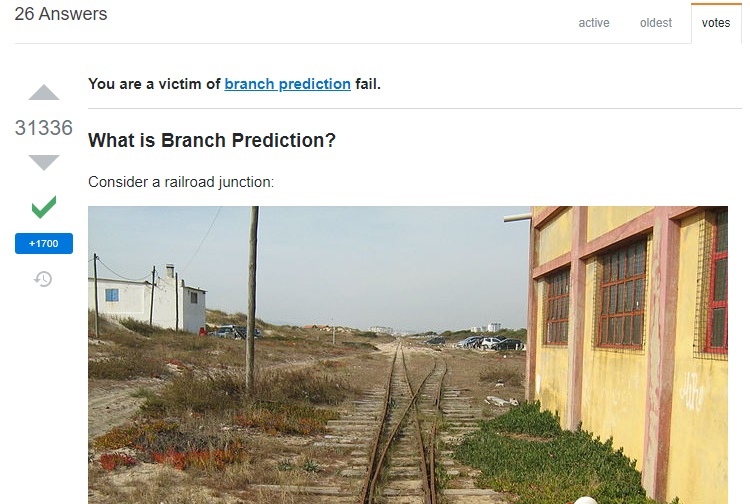 26 Answers
active oldest votes
You are a victim of branch prediction fail.
31336
What is Branch Prediction?
Consider a railroad junction:
+1700